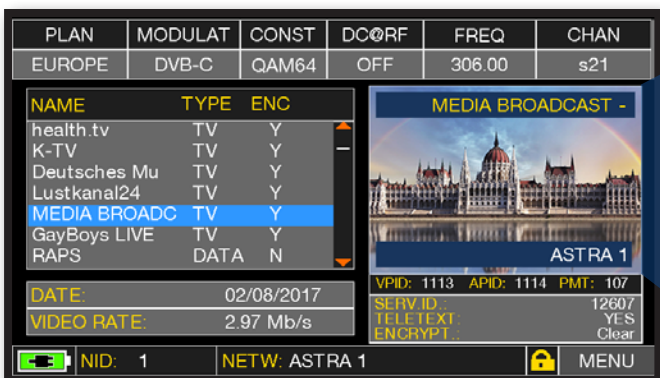 PLAN MODULAT CONST DC@RF FREQ CHAN
EUROPE DVB-C QAM64 OFF 306.00 s21
NAME TYPE ENC
health.tv TV Y
K-TV TV Y
Deutsches Mu TV Y
Lustkanal24 TV Y
MEDIA BROADC TV Y
GayBoys LIVE TV Y
RAPS DATA N
DATE: 02/08/2017
VIDEO RATE: 2.97 Mb/s
MEDIA BROADCAST -
ASTRA 1
VPID: 1113 APID: 1114 PMT: 107
SERV.ID.: 12607
TELETEXT: YES
ENCRYPT.: Clear
NID: 1 NETW: ASTRA 1 MENU